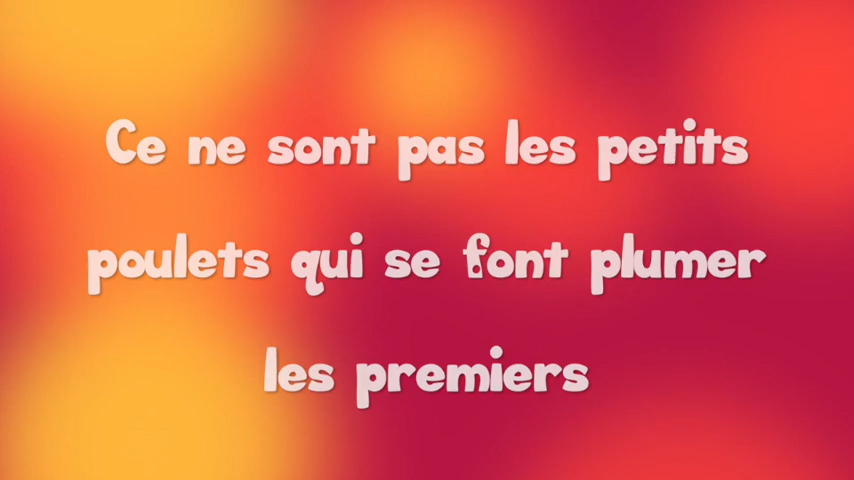 Ce ne sont pas les petits
poulets qui se font plumer
les premiers